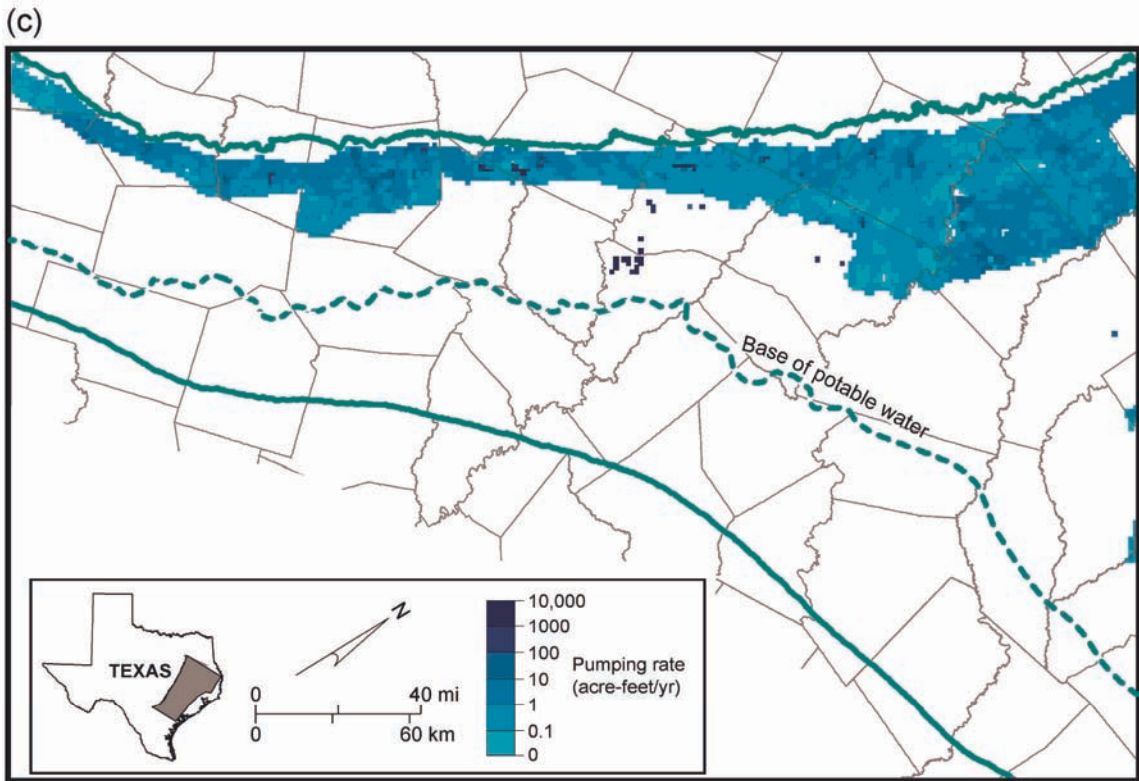 (c)
Base of potable water
TEXAS
N
0 40 mi
0 60 km
10,000
1000
100
10
1
0.1
0
Pumping rate
(acre-feet/yr)